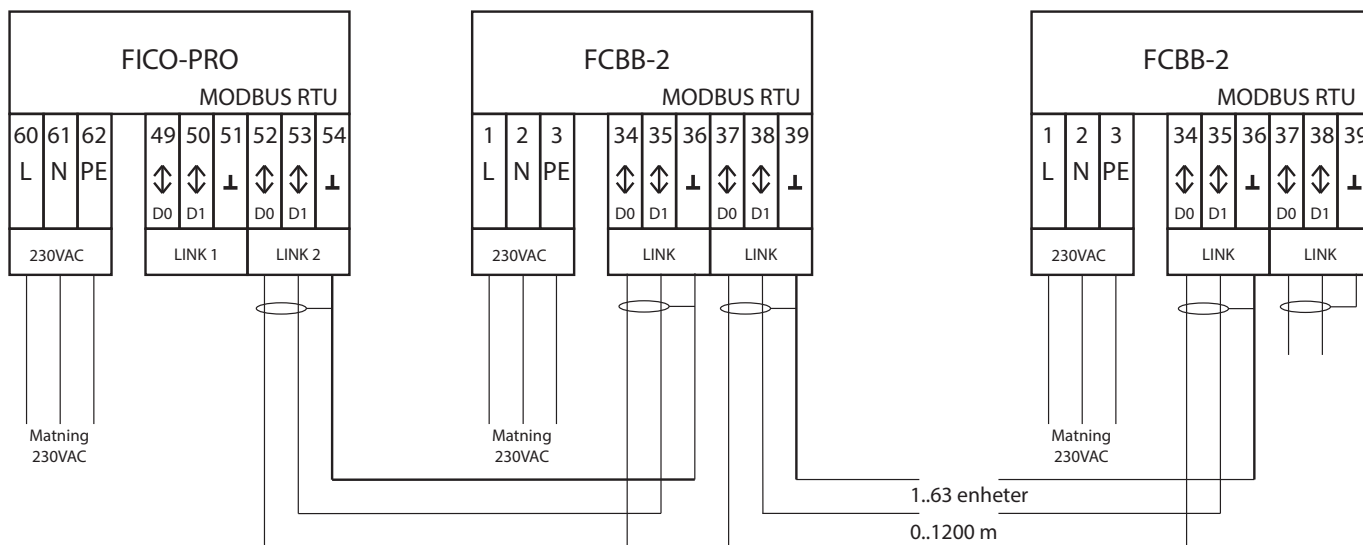 FICO-PRO
MODBUS RTU
60 61 62 49 50 51 52 53 54
L N PE
D0 D1 D0 D1
230VAC LINK 1 LINK 2
Matning
230VAC
FCBB-2
MODBUS RTU
1 2 3 34 35 36 37 38 39
L N PE
D0 D1 D0 D1
230VAC LINK LINK
Matning
230VAC
FCBB-2
MODBUS RTU
1 2 3 34 35 36 37 38 39
L N PE
D0 D1 D0 D1
230VAC LINK LINK
Matning
230VAC
1..63 enheter
0..1200 m